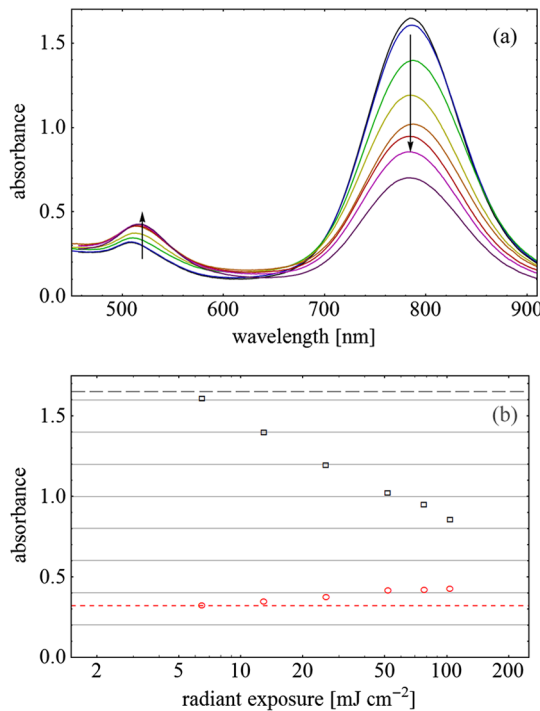 (a)
absorbance
1.5
1.0
0.5
0.0
500 600 700 800 900
wavelength [nm]
(b)
absorbance
1.5
1.0
0.5
0.0
2 5 10 20 50 100 200
radiant exposure [mJ cm⁻²]